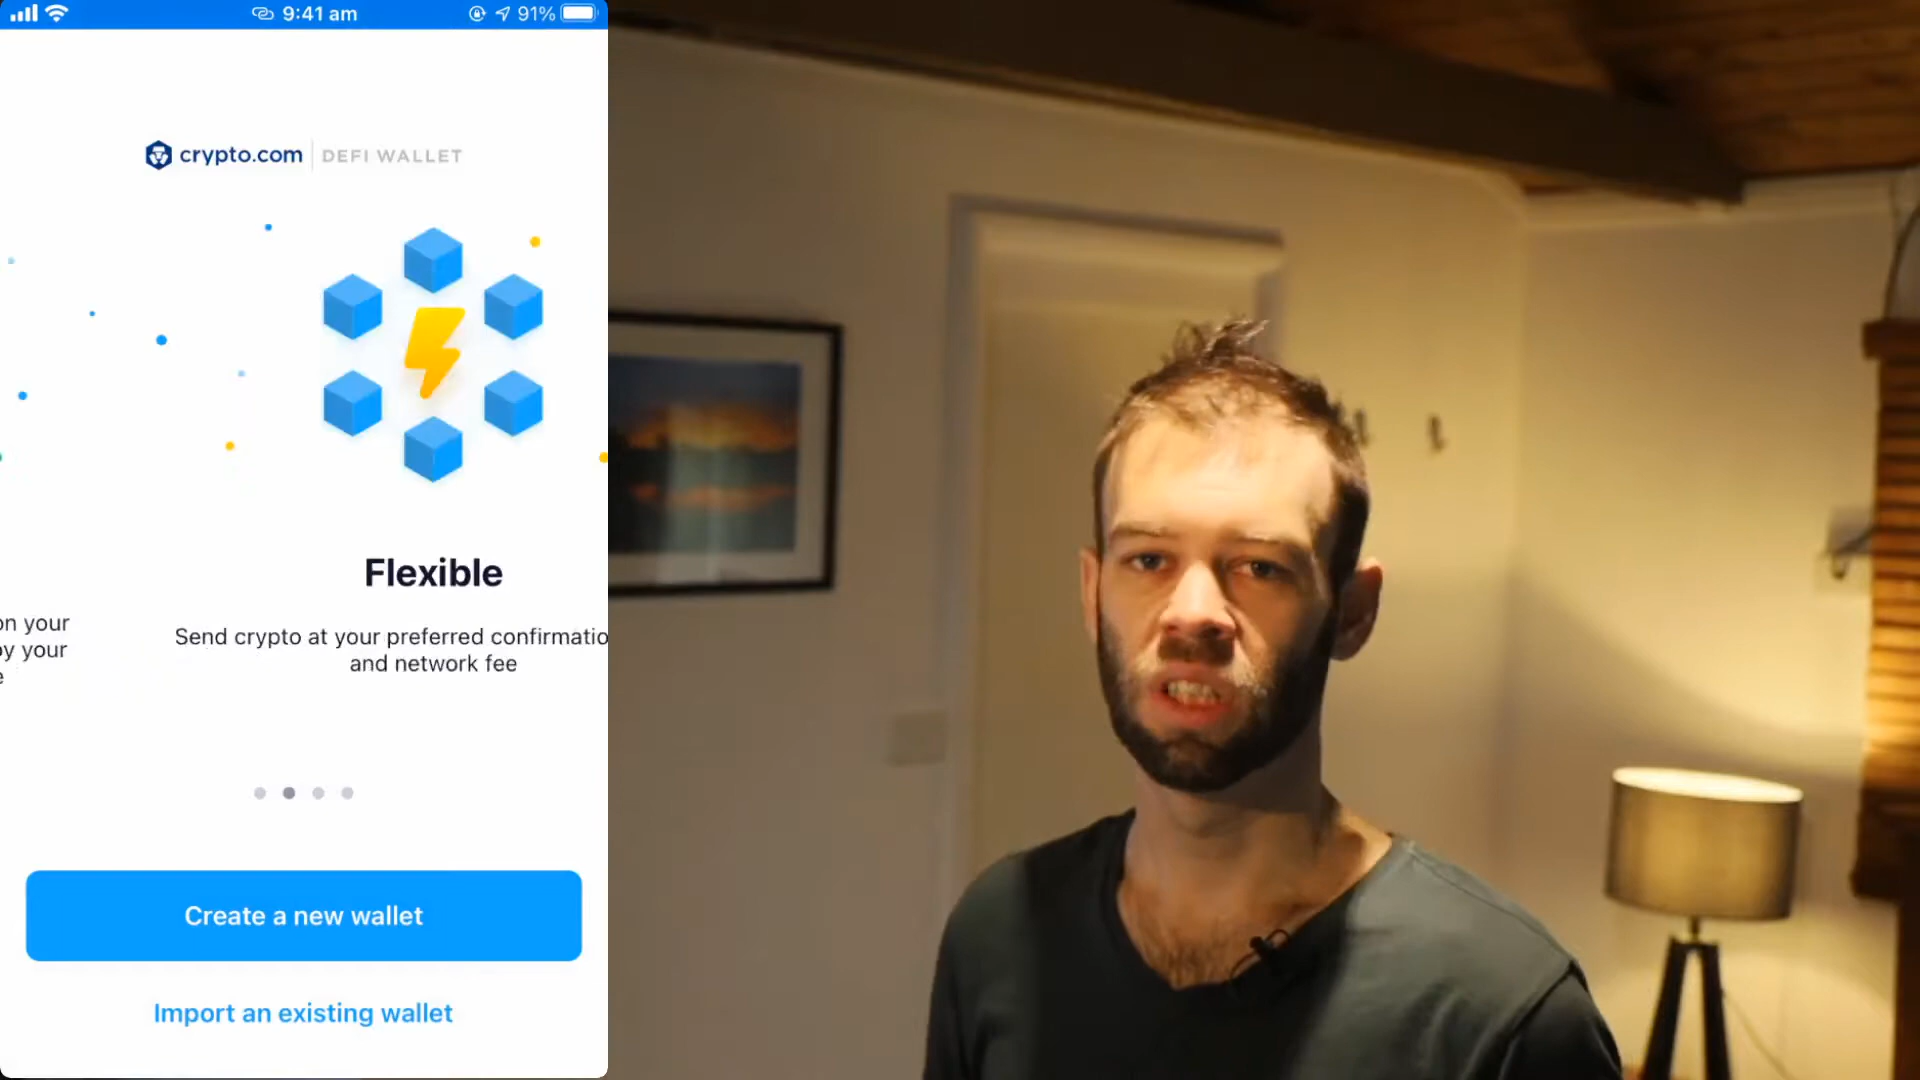 9:41 am
91%
crypto.com
DEFI WALLET
Flexible
on your
by your
e
Send crypto at your preferred confirmatio
and network fee
Create a new wallet
Import an existing wallet